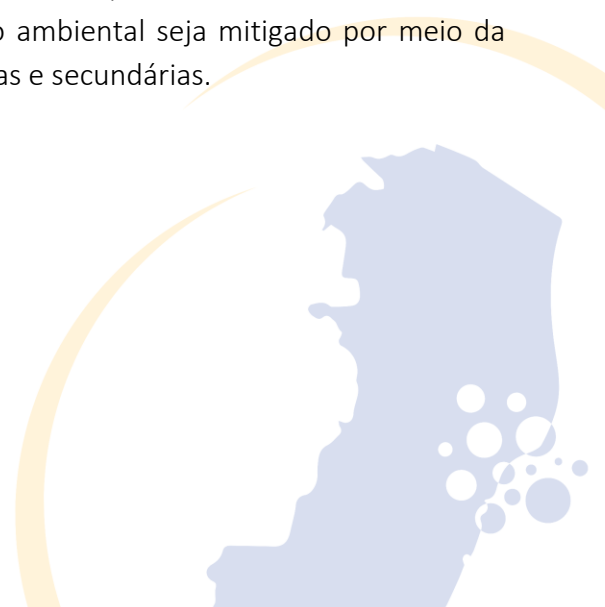 o ambiental seja mitigado por meio da
as e secundárias.